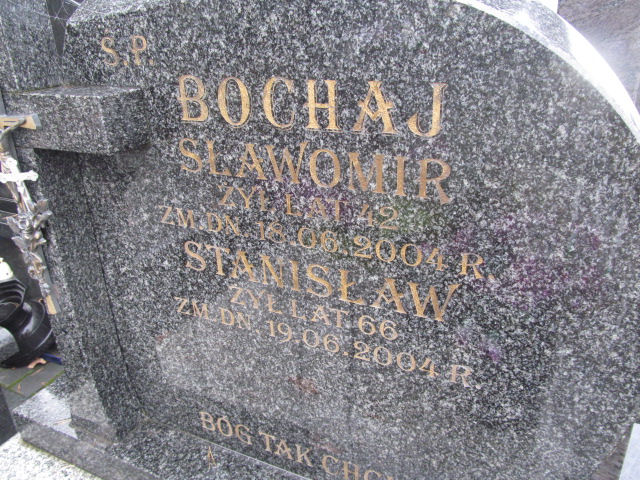 Ś.P.
BOCHAJ
SŁAWOMIR
ŻYŁ LAT 42
ZM. DN. 18.06.2004 R.
STANISŁAW
ŻYŁ LAT 66
ZM. DN. 19.06.2004 R
BÓG TAK
A